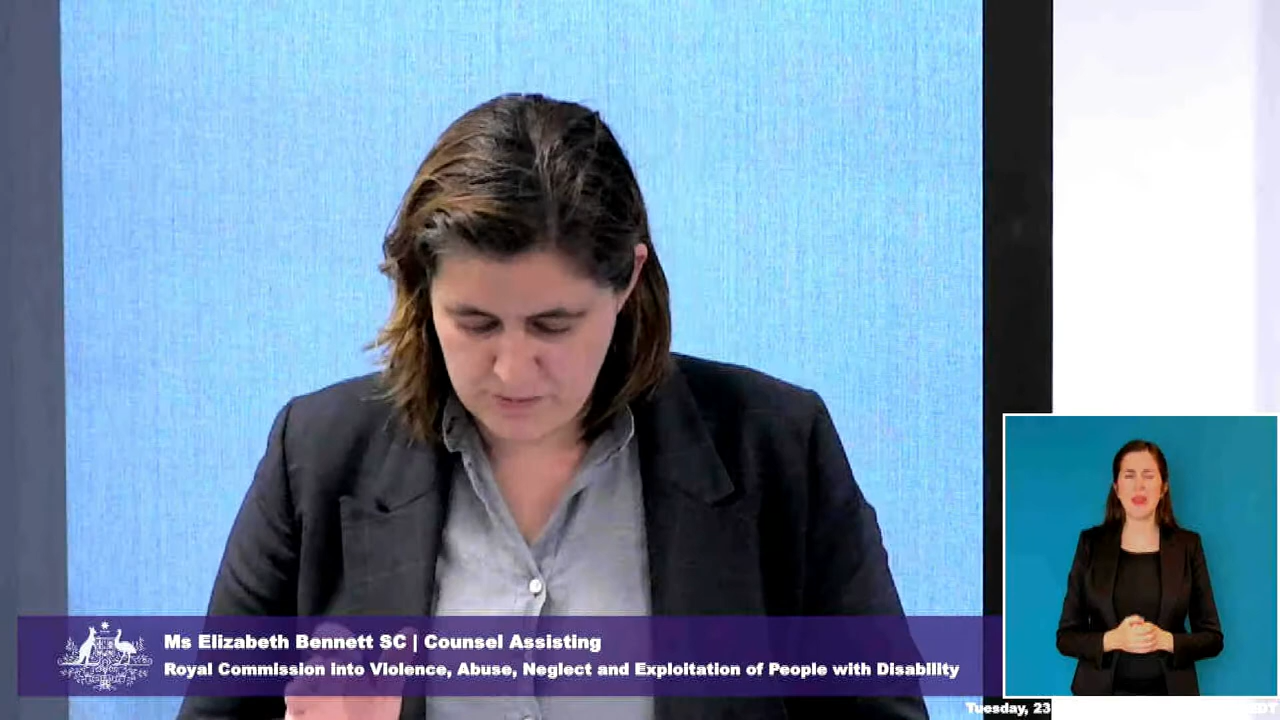 Ms Elizabeth Bennett SC | Counsel Assisting
Royal Commission into Violence, Abuse, Neglect and Exploitation of People with Disability
Tuesday, 23